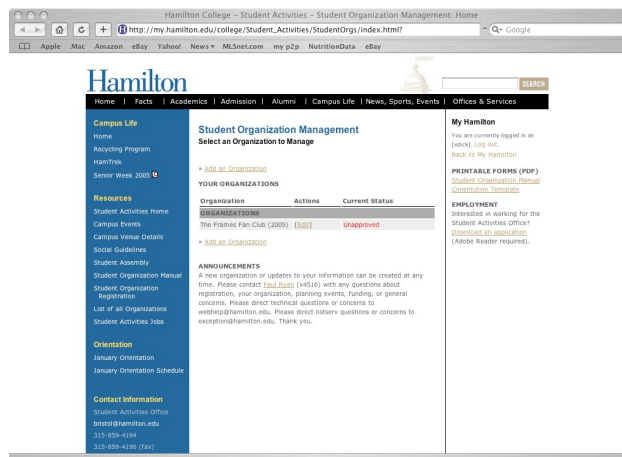 Hamilton College – Student Activities – Student Organization Management: Home
http://my.hamilton.edu/college/Student_Activities/StudentOrgs/index.html?
Google
Apple .Mac Amazon eBay Yahoo! News MLSnet.com my p2p NutritionData eBay
Hamilton
SEARCH
Home | Facts | Academics | Admission | Alumni | Campus Life | News, Sports, Events | Offices & Services
Campus Life
Home
Recycling Program
HamTrek
Senior Week 2005
Resources
Student Activities Home
Campus Events
Campus Venue Details
Social Guidelines
Student Assembly
Student Organization Manual
Student Organization
Registration
List of all Organizations
Student Activities Jobs
Orientation
January Orientation
January Orientation Schedule
Contact Information
Student Activities Office
bristol@hamilton.edu
315-859-4194
315-859-4196 (fax)
Student Organization Management
Select an Organization to Manage
» Add an Organization
YOUR ORGANIZATIONS
Organization Actions Current Status
ORGANIZATIONS
The Frames Fan Club (2005) [Edit] Unapproved
» Add an Organization
ANNOUNCEMENTS
A new organization or updates to your information can be created at any
time. Please contact Paul Ryan (x4516) with any questions about
registration, your organization, planning events, funding, or general
concerns. Please direct technical questions or concerns to
webhelp@hamilton.edu. Please direct listserv questions or concerns to
exception@hamilton.edu. Thank you.
My Hamilton
You are currently logged in as
[edick]. Log out.
Back to My Hamilton
PRINTABLE FORMS (PDF)
Student Organization Manual
Constitution Template
EMPLOYMENT
Interested in working for the
Student Activities Office?
Download an application
(Adobe Reader required).